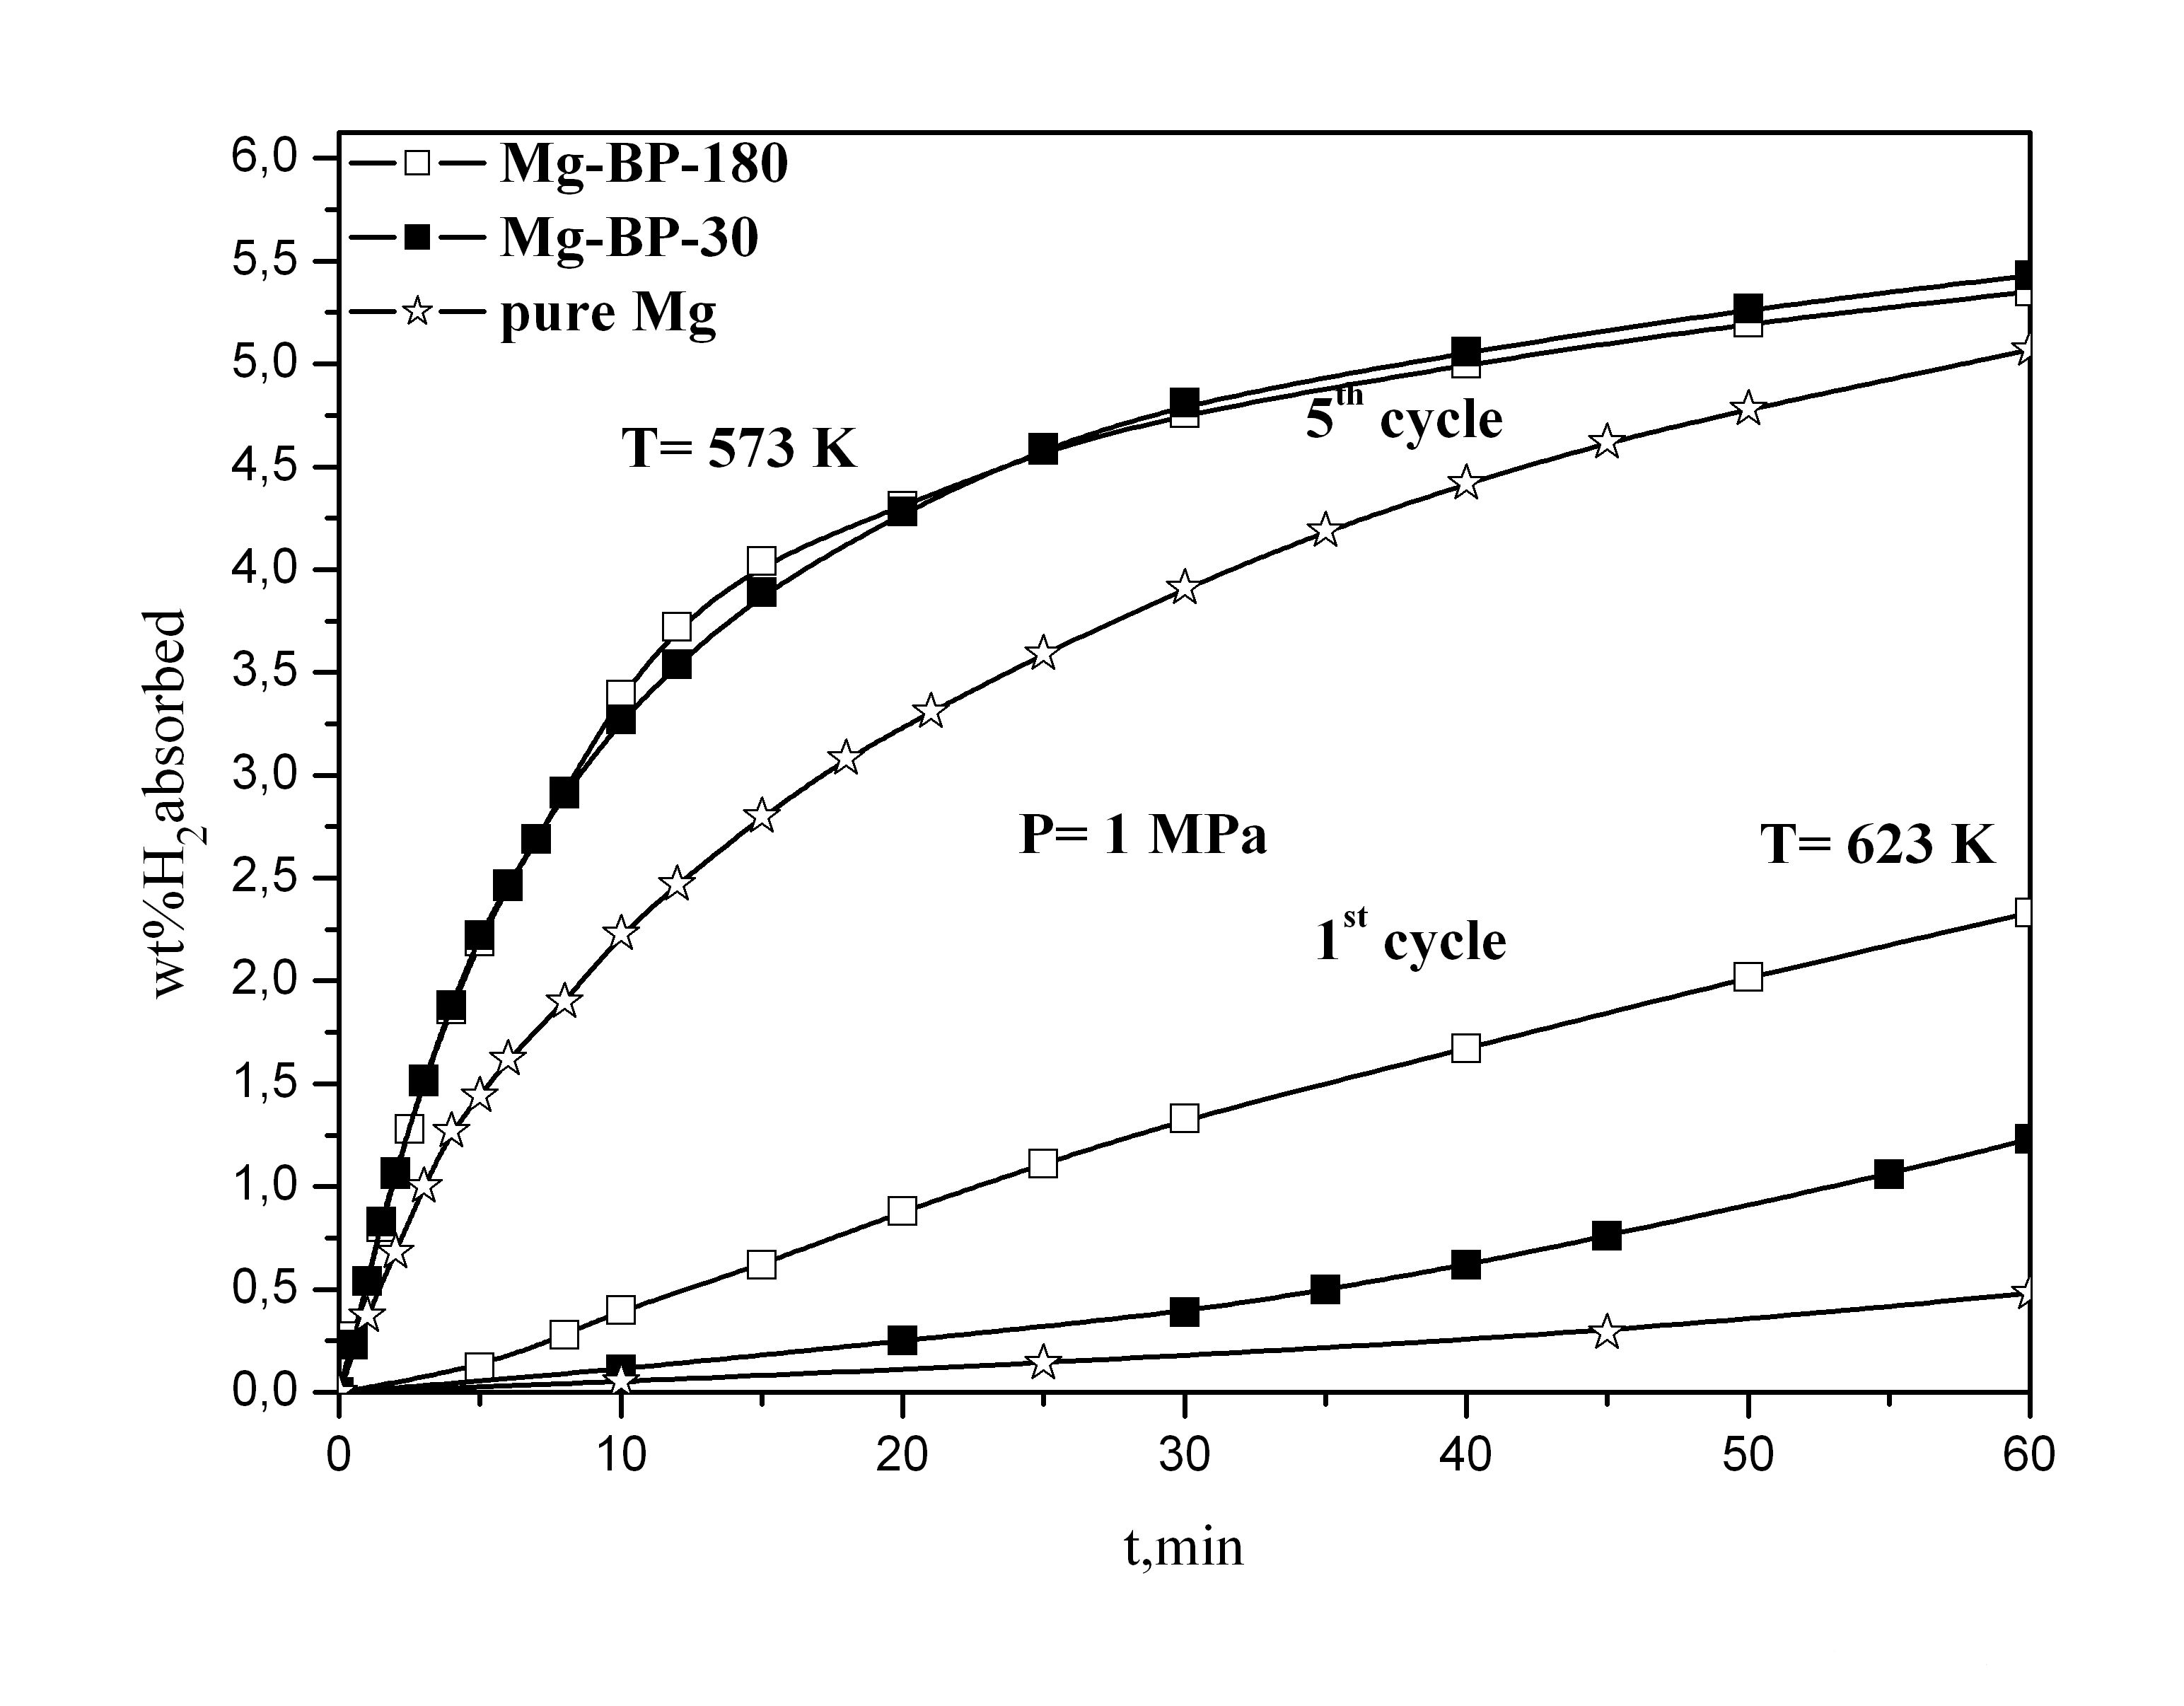 Mg-BP-180
Mg-BP-30
pure Mg
6,0
5,5
5,0
4,5
4,0
3,5
3,0
2,5
2,0
1,5
1,0
0,5
0,0
wt%H2absorbed
T= 573 K
5th cycle
P= 1 MPa
T= 623 K
1st cycle
0 10 20 30 40 50 60
t,min